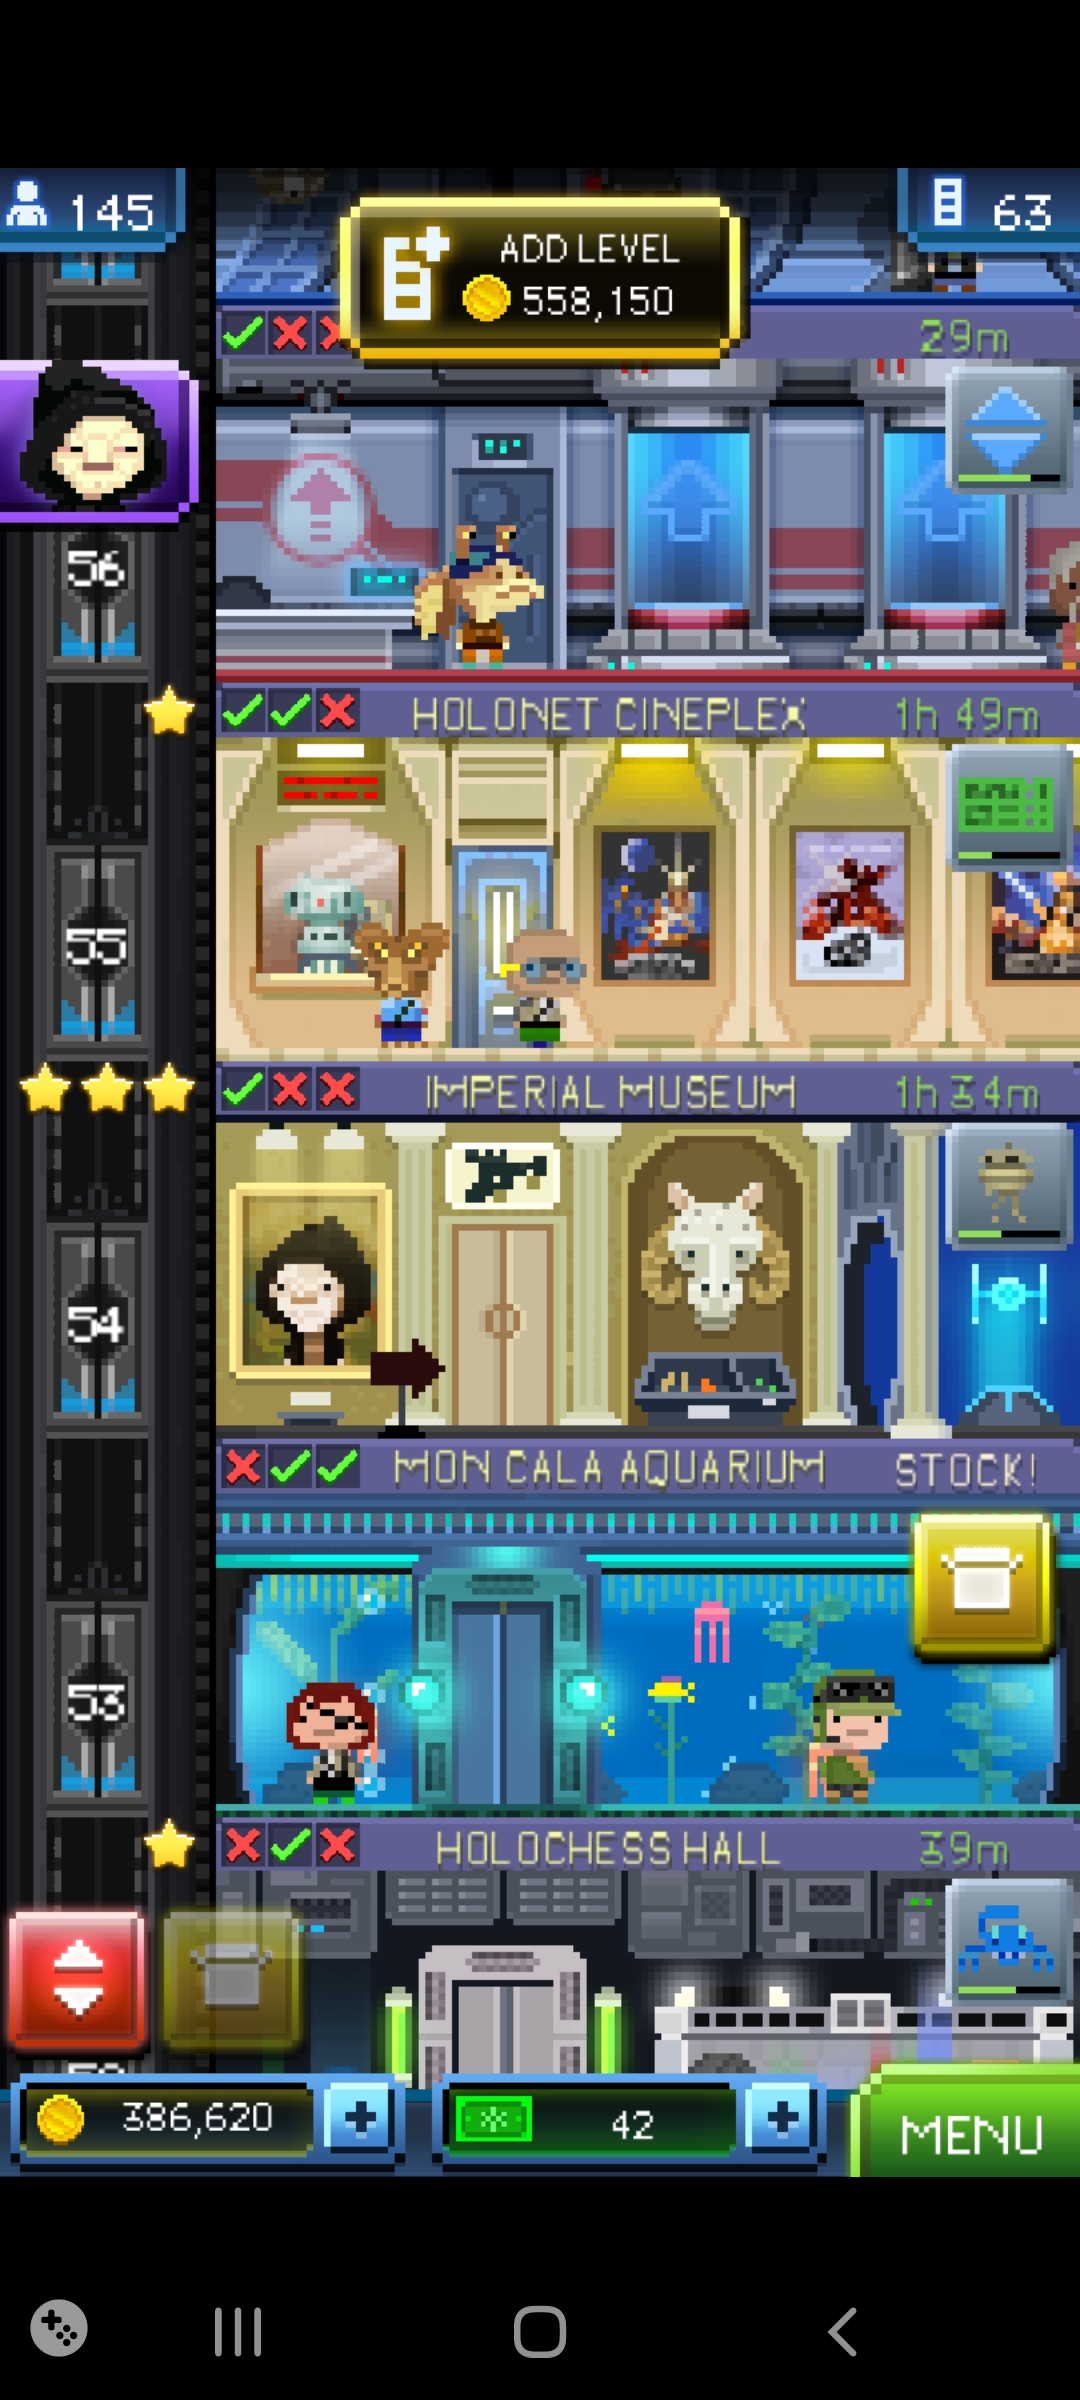 145
ADD LEVEL
558,150
63
29m
56
HOLONET CINEPLEX
1h 49m
55
IMPERIAL MUSEUM
1h 34m
54
MON CALA AQUARIUM
STOCK!
53
HOLOCHESS HALL
39m
386,620
42
MENU